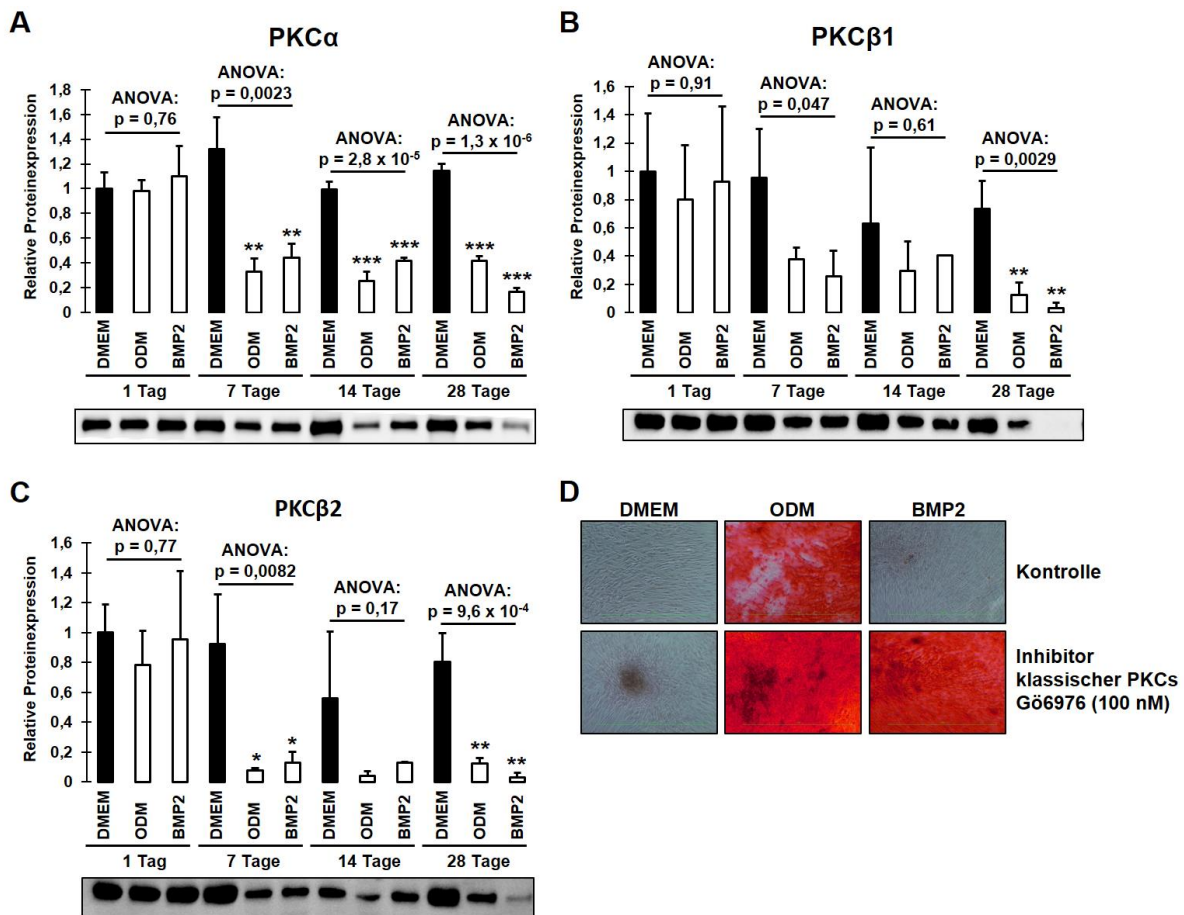 A
PKCα
Relative Proteinexpression
1,8
1,6
1,4
1,2
1
0,8
0,6
0,4
0,2
0
ANOVA:
p = 0,76
ANOVA:
p = 0,0023
ANOVA:
p = 2,8 x 10⁻⁵
ANOVA:
p = 1,3 x 10⁻⁶
** ** *** *** *** ***
DMEM ODM BMP2 DMEM ODM BMP2 DMEM ODM BMP2 DMEM ODM BMP2
1 Tag 7 Tage 14 Tage 28 Tage
B
PKCβ1
Relative Proteinexpression
1,6
1,4
1,2
1
0,8
0,6
0,4
0,2
0
ANOVA:
p = 0,91
ANOVA:
p = 0,047
ANOVA:
p = 0,61
ANOVA:
p = 0,0029
** **
DMEM ODM BMP2 DMEM ODM BMP2 DMEM ODM BMP2 DMEM ODM BMP2
1 Tag 7 Tage 14 Tage 28 Tage
C
PKCβ2
Relative Proteinexpression
1,6
1,4
1,2
1
0,8
0,6
0,4
0,2
0
ANOVA:
p = 0,77
ANOVA:
p = 0,0082
ANOVA:
p = 0,17
ANOVA:
p = 9,6 x 10⁻⁴
* * ** **
DMEM ODM BMP2 DMEM ODM BMP2 DMEM ODM BMP2 DMEM ODM BMP2
1 Tag 7 Tage 14 Tage 28 Tage
D
DMEM ODM BMP2
Kontrolle
Inhibitor
klassischer PKCs
Gö6976 (100 nM)